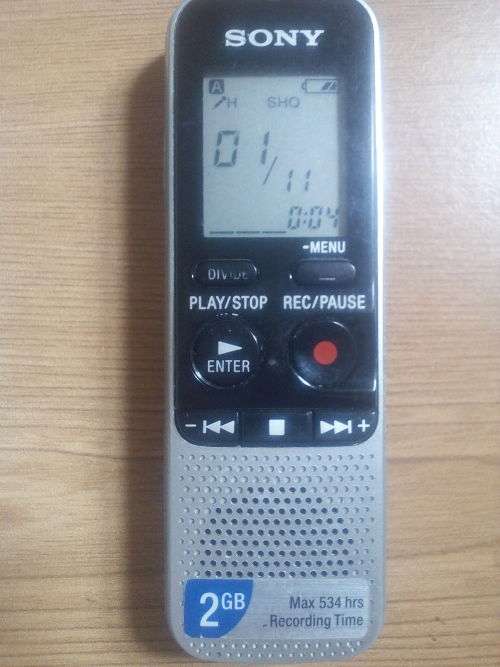 SONY
A
H SHQ
01/11
0:04
-MENU
DIVIDE
PLAY/STOP REC/PAUSE
ENTER
- +
2GB
Max 534 hrs
Recording Time